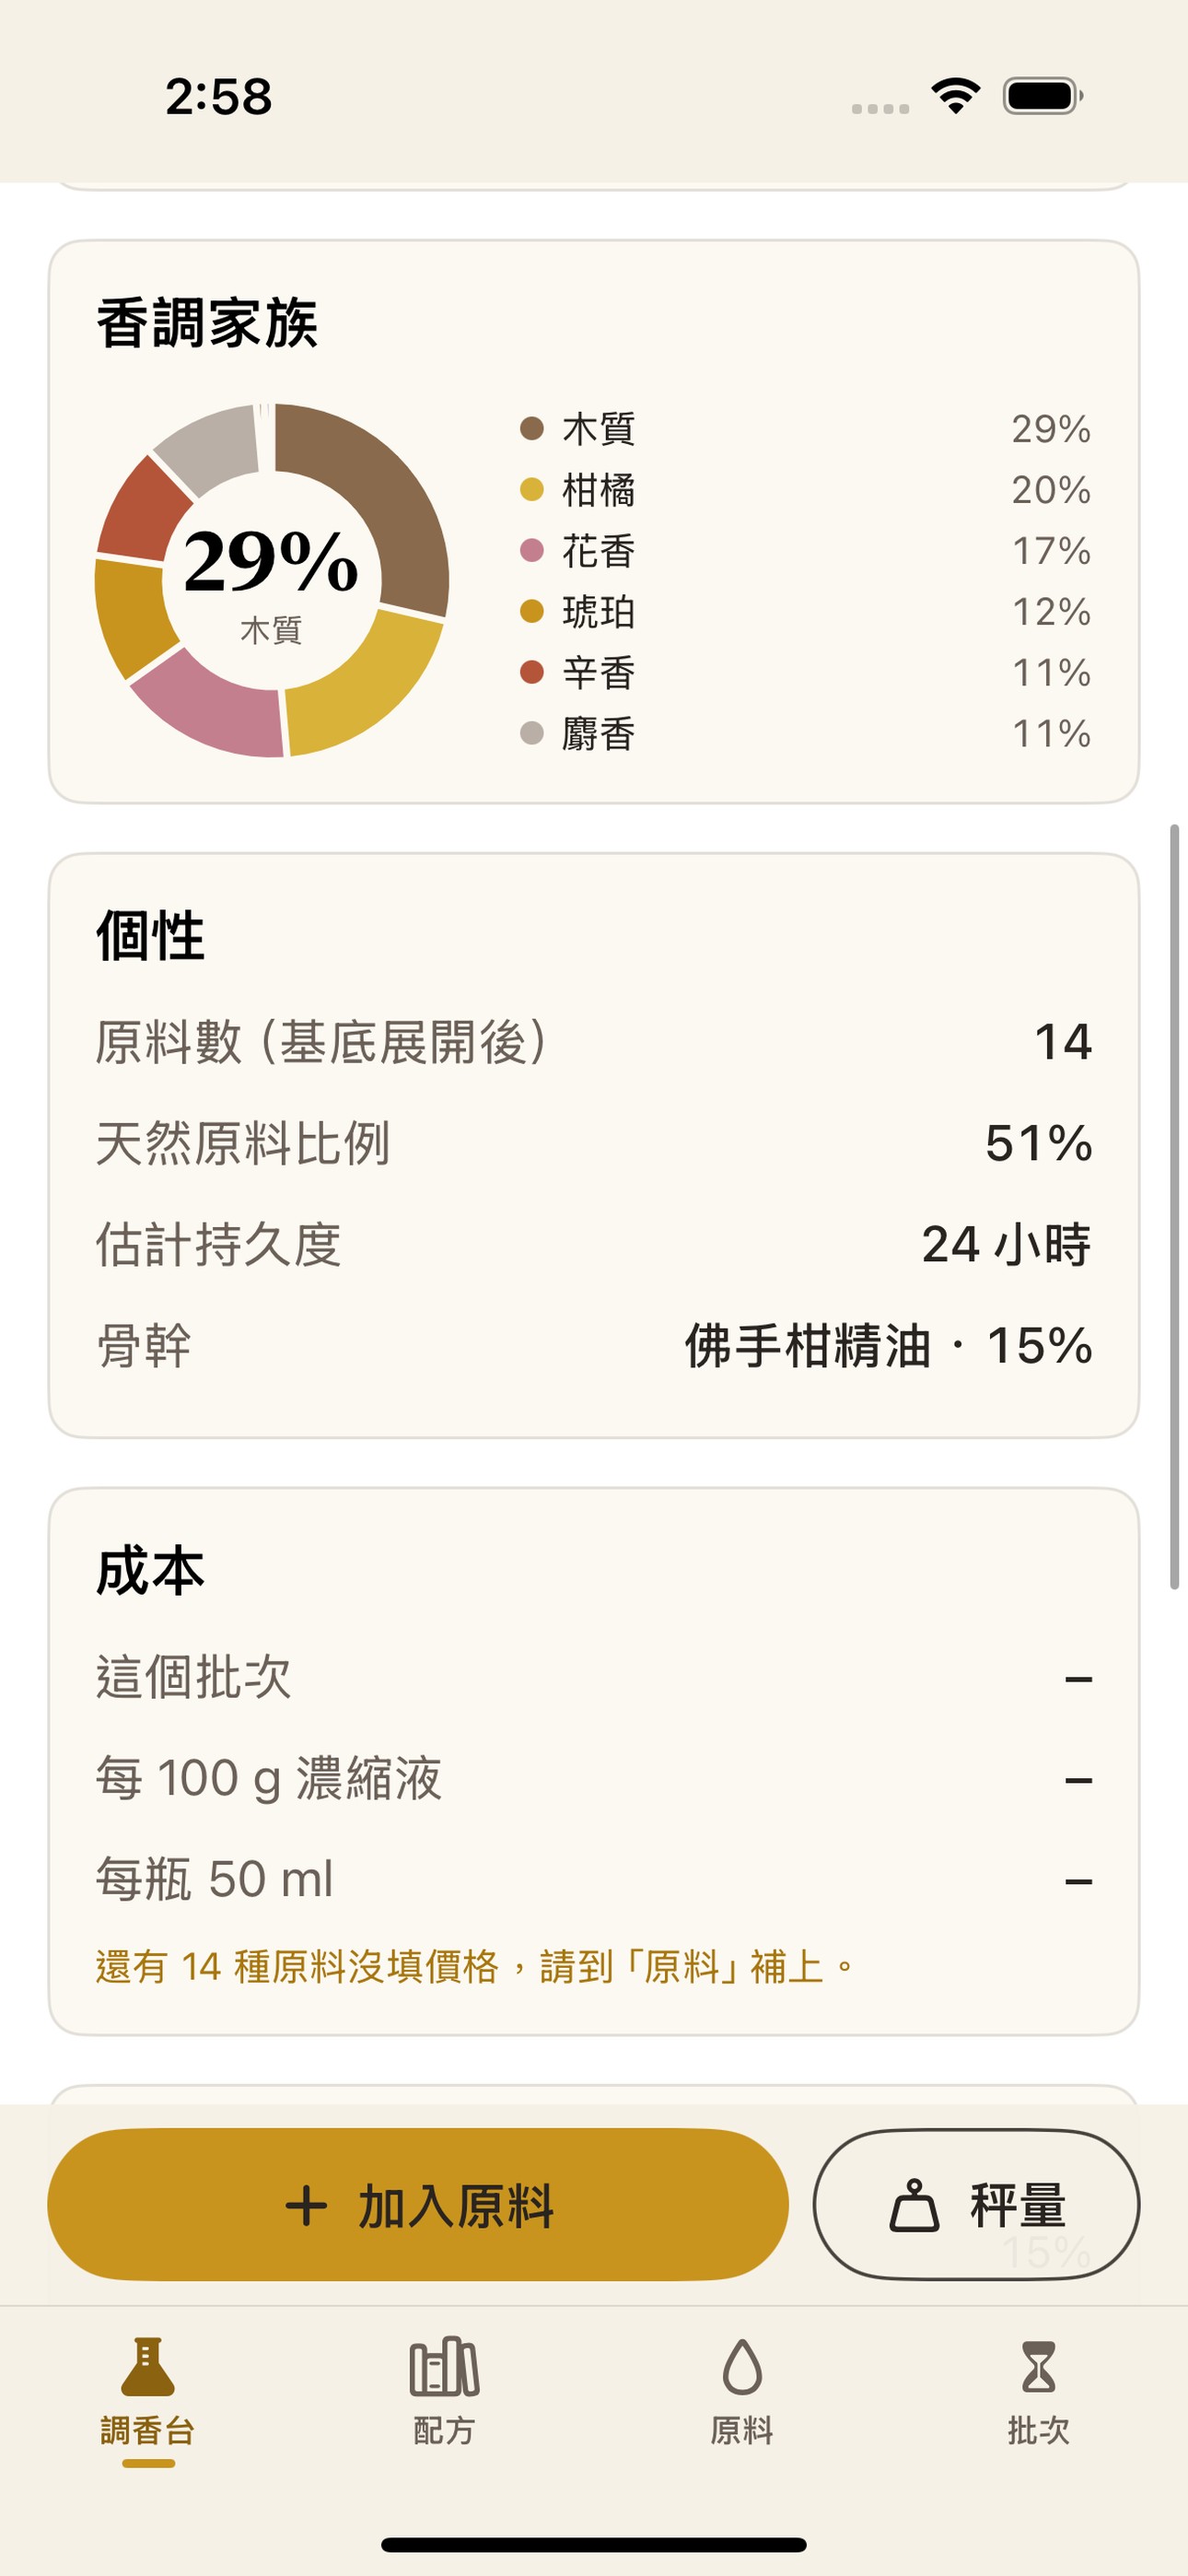 2:58
香調家族
29%
木質
木質 29%
柑橘 20%
花香 17%
琥珀 12%
辛香 11%
麝香 11%
個性
原料數（基底展開後） 14
天然原料比例 51%
估計持久度 24 小時
骨幹 佛手柑精油 · 15%
成本
這個批次 –
每 100 g 濃縮液 –
每瓶 50 ml –
還有 14 種原料沒填價格，請到「原料」補上。
加入原料
秤量
15%
調香台
配方
原料
批次